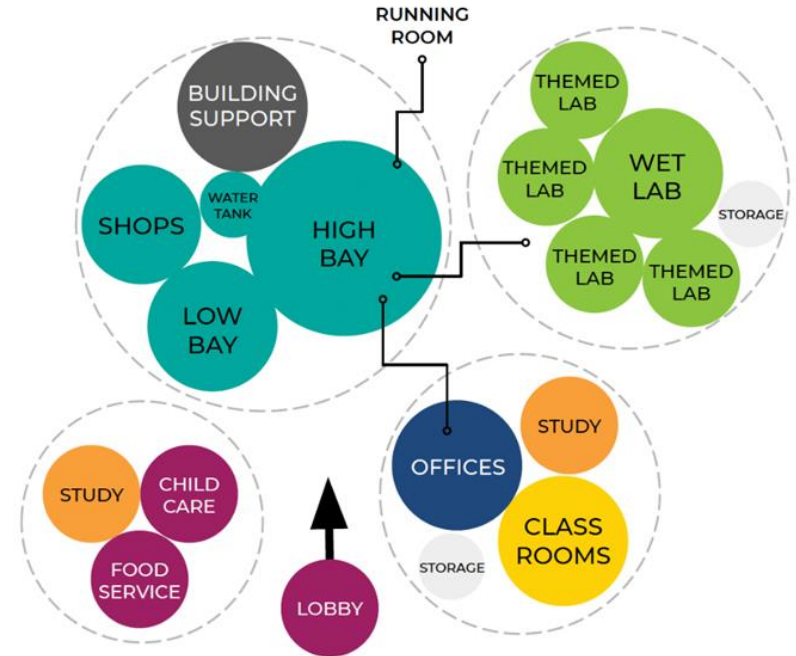 RUNNING
ROOM
BUILDING
SUPPORT
WATER
TANK
SHOPS
HIGH
BAY
LOW
BAY
THEMED
LAB
THEMED
LAB
WET
LAB
STORAGE
THEMED
LAB
THEMED
LAB
STUDY
CHILD
CARE
FOOD
SERVICE
LOBBY
OFFICES
STUDY
CLASS
ROOMS
STORAGE